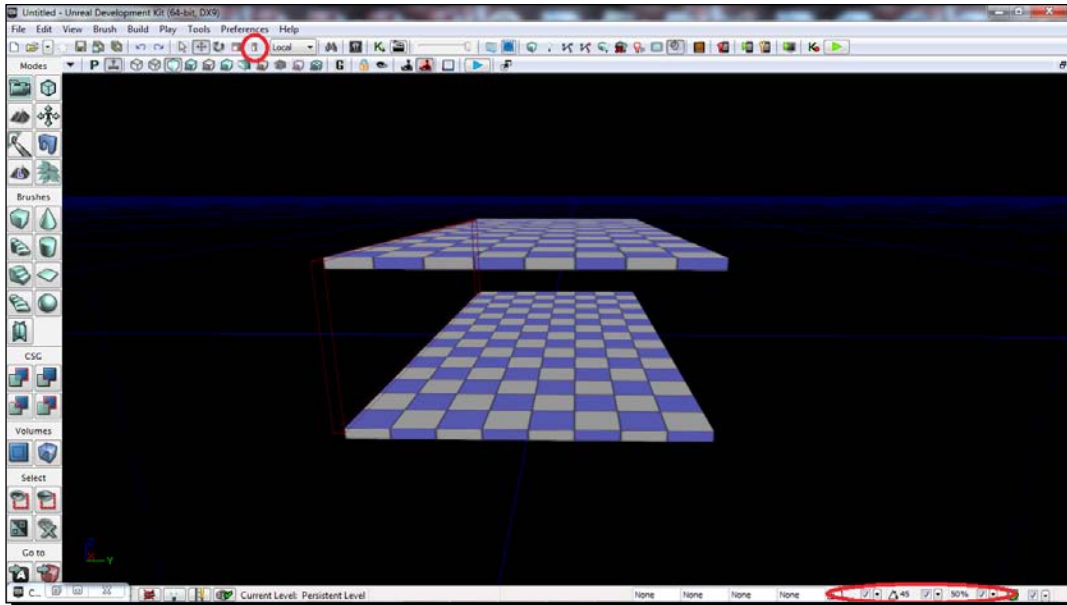 Untitled - Unreal Development Kit (64-bit, DX9)
File Edit View Brush Build Play Tools Preferences Help
Local
Modes
P
G
Brushes
CSG
Volumes
Select
Go to
C...
Current Level: Persistent Level
None None None None
45
50%
Y